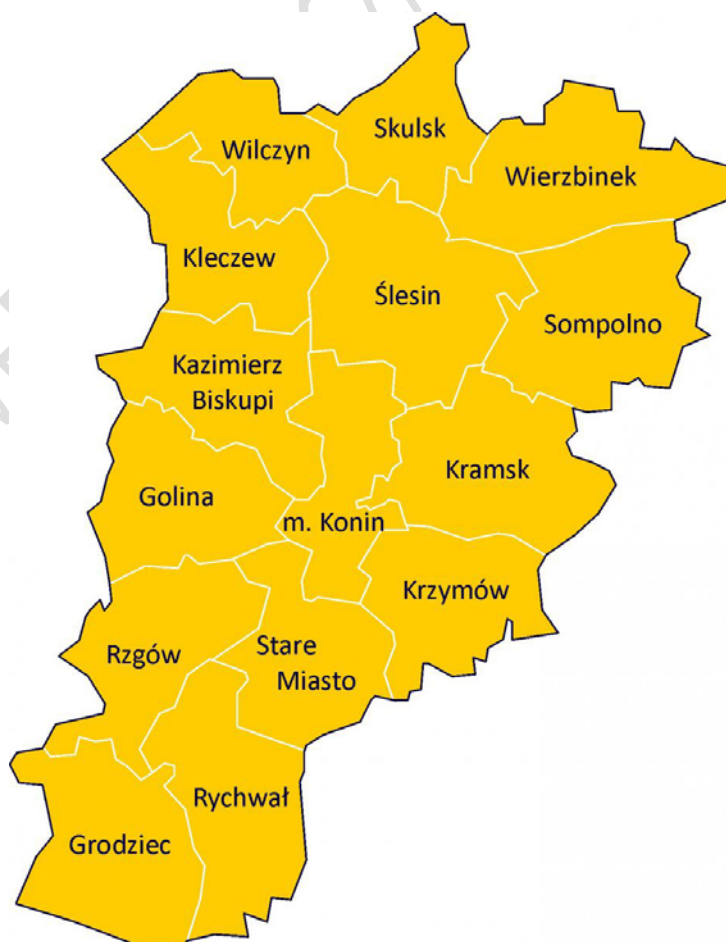 Skulsk
Wilczyn
Wierzbinek
Kleczew
Ślesin
Sompolno
Kazimierz
Biskupi
Kramsk
Golina
m. Konin
Krzymów
Stare
Miasto
Rzgów
Rychwał
Grodziec